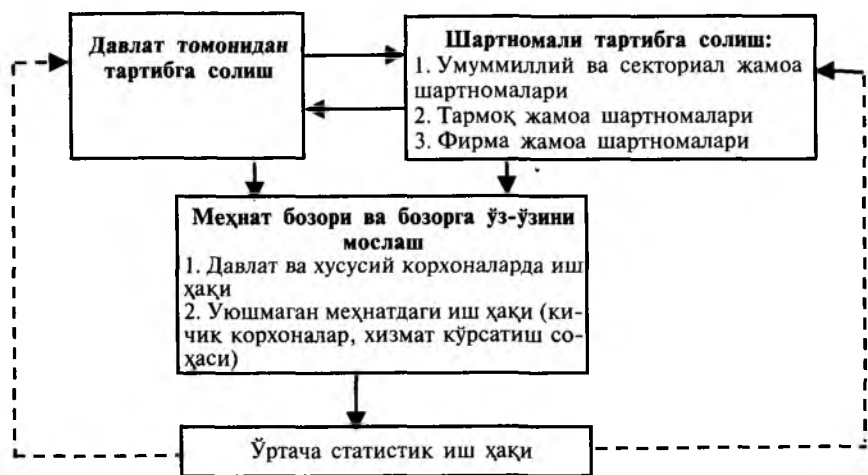 Давлат томонидан
тартибга солиш
Шартномали тартибга солиш:
1. Умуммиллий ва секториал жамоа
шартномалари
2. Тармоқ жамоа шартномалари
3. Фирма жамоа шартномалари
Меҳнат бозори ва бозорга ўз-ўзини
мослаш
1. Давлат ва хусусий корхоналарда иш
ҳақи
2. Уюшмаган меҳнатдаги иш ҳақи (ки-
чик корхоналар, хизмат кўрсатиш со-
ҳаси)
Ўртача статистик иш ҳақи